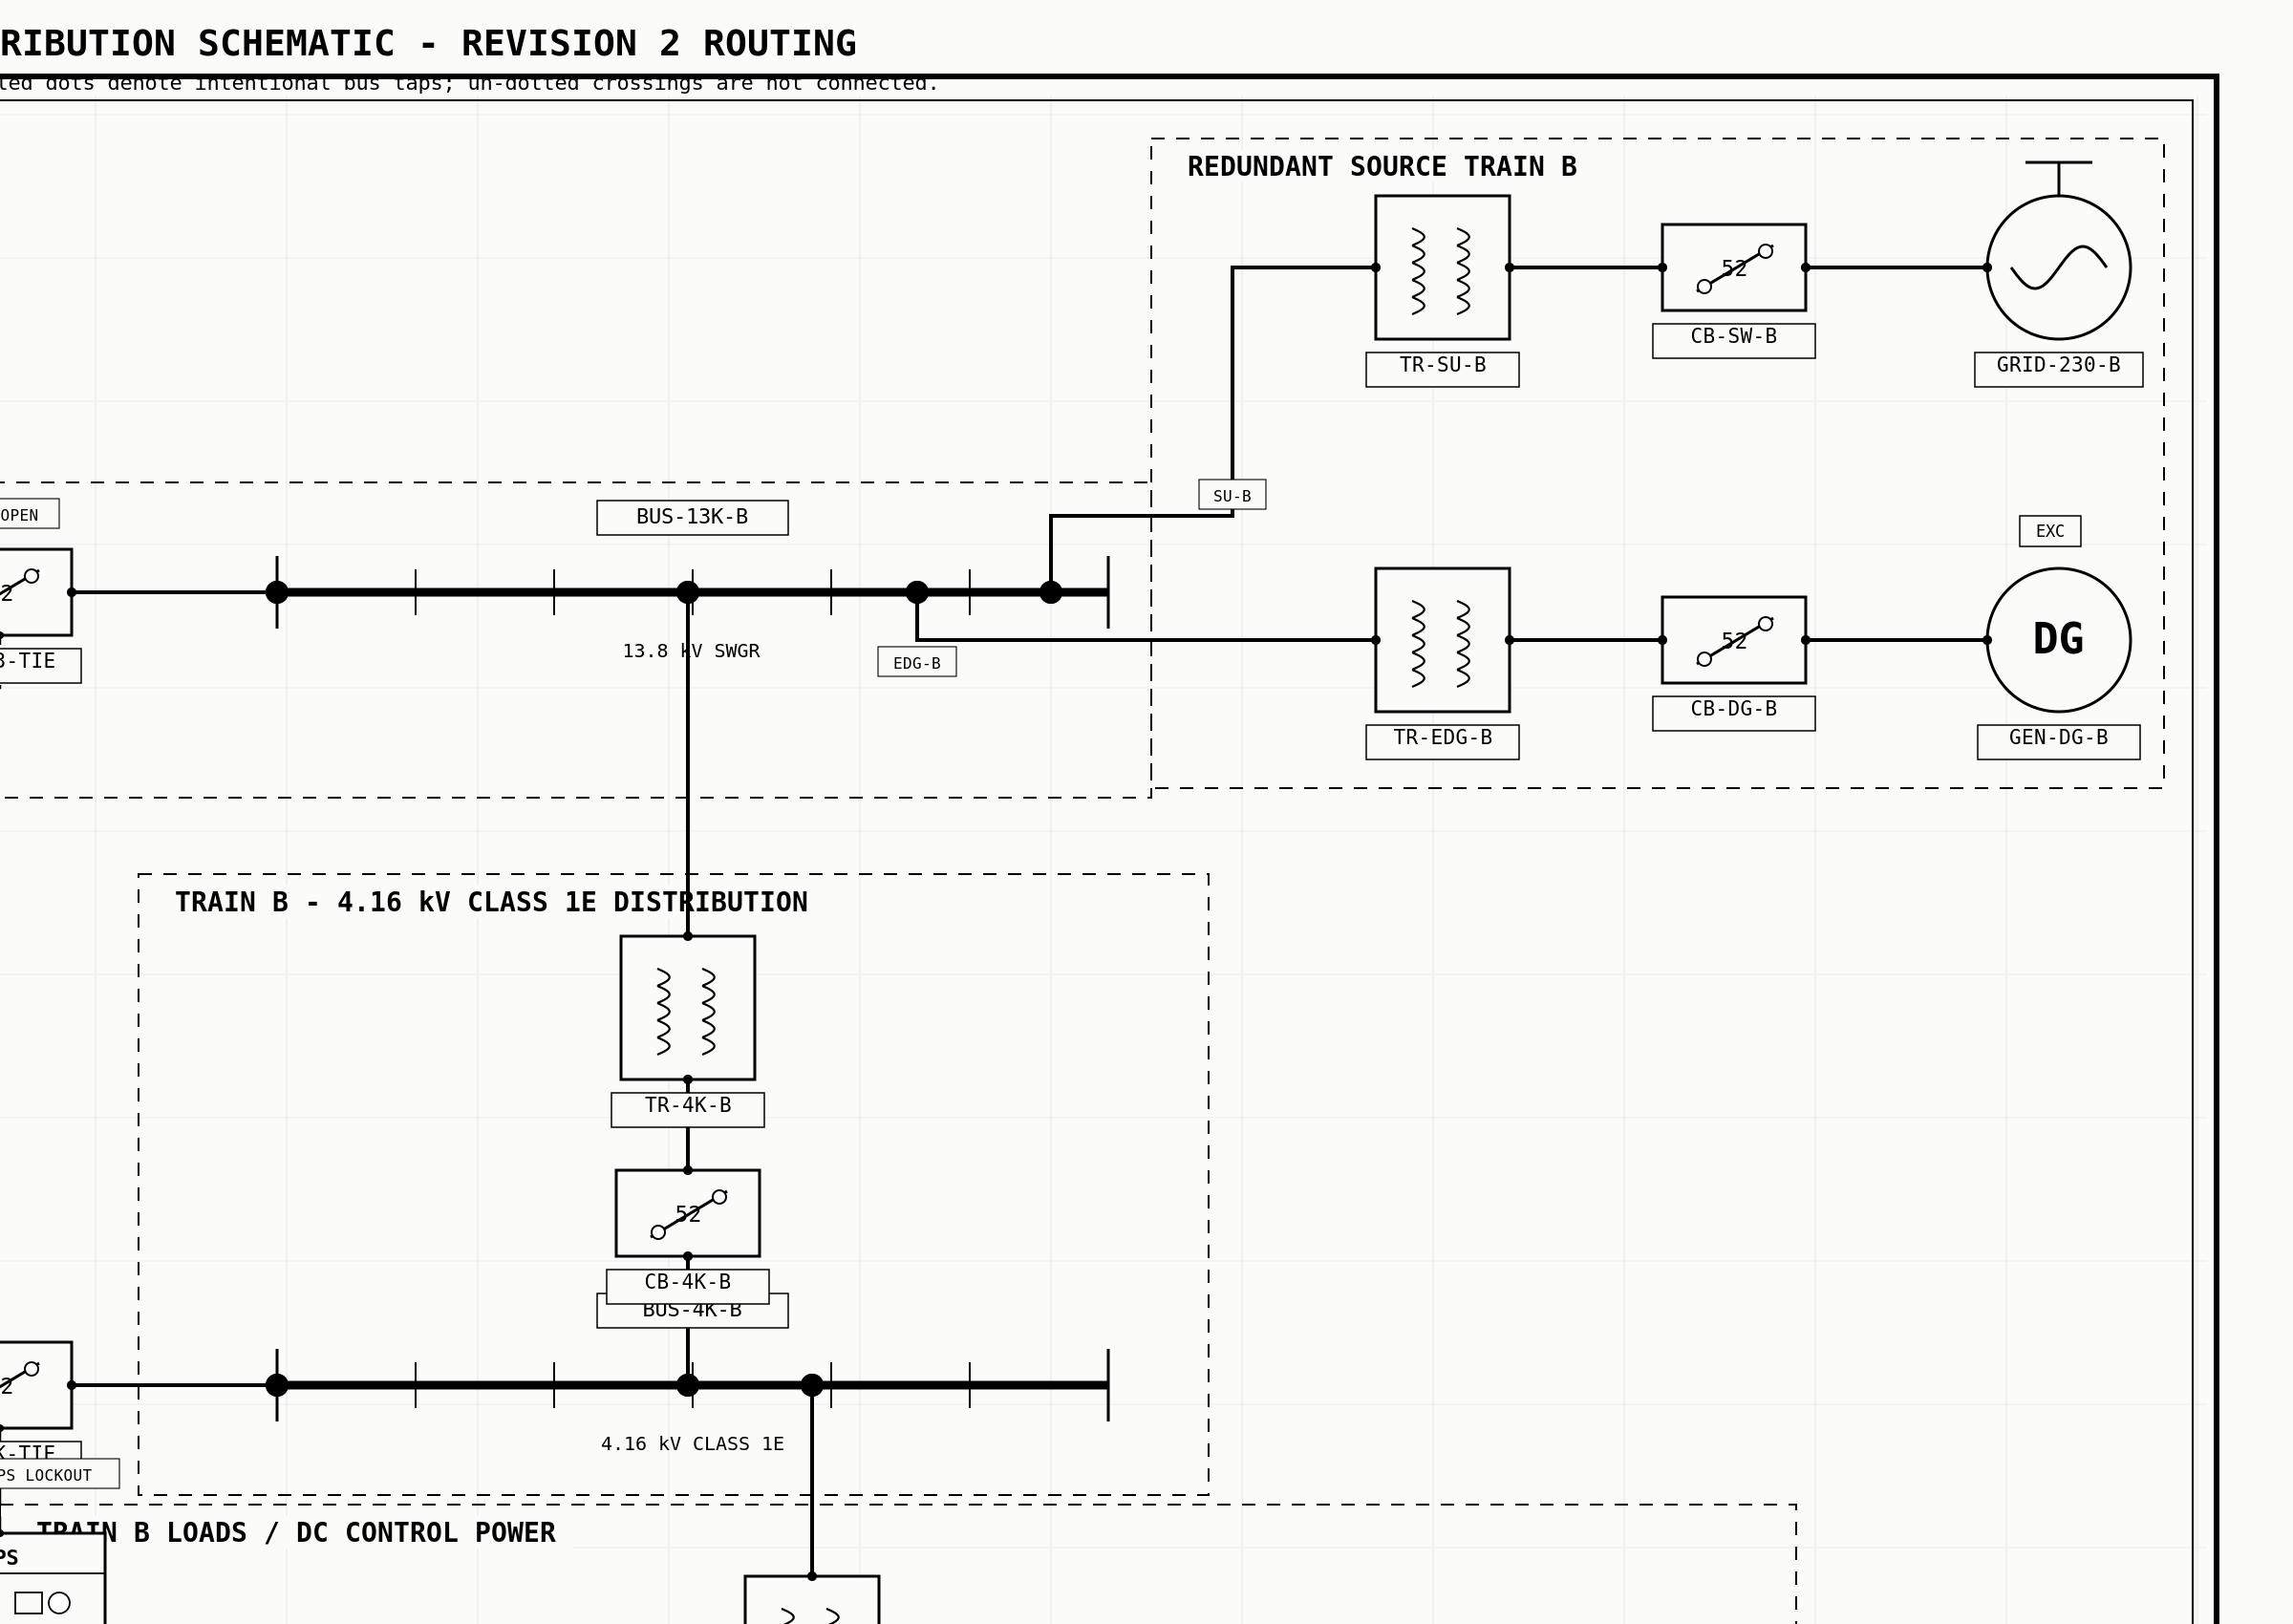 RIBUTION SCHEMATIC - REVISION 2 ROUTING
ted dots denote intentional bus taps; un-dotted crossings are not connected.
REDUNDANT SOURCE TRAIN B
52
CB-SW-B
TR-SU-B
GRID-230-B
SU-B
OPEN
BUS-13K-B
EXC
2
B-TIE
13.8 kV SWGR
EDG-B
52
DG
CB-DG-B
TR-EDG-B
GEN-DG-B
TRAIN B - 4.16 kV CLASS 1E DISTRIBUTION
TR-4K-B
52
CB-4K-B
BUS-4K-B
2
K-TIE
4.16 kV CLASS 1E
PS LOCKOUT
TRAIN B LOADS / DC CONTROL POWER
PS